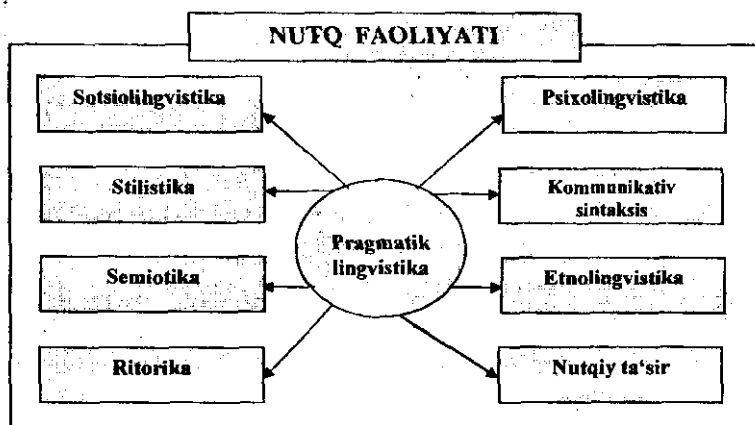 NUTQ FAOLIYATI
Sotsiolihgvistika
Psixolingvistika
Stilistika
Kommunikativ
sintaksis
Pragmatik
lingvistika
Semiotika
Etnolingvistika
Ritorika
Nutqiy ta‘sir